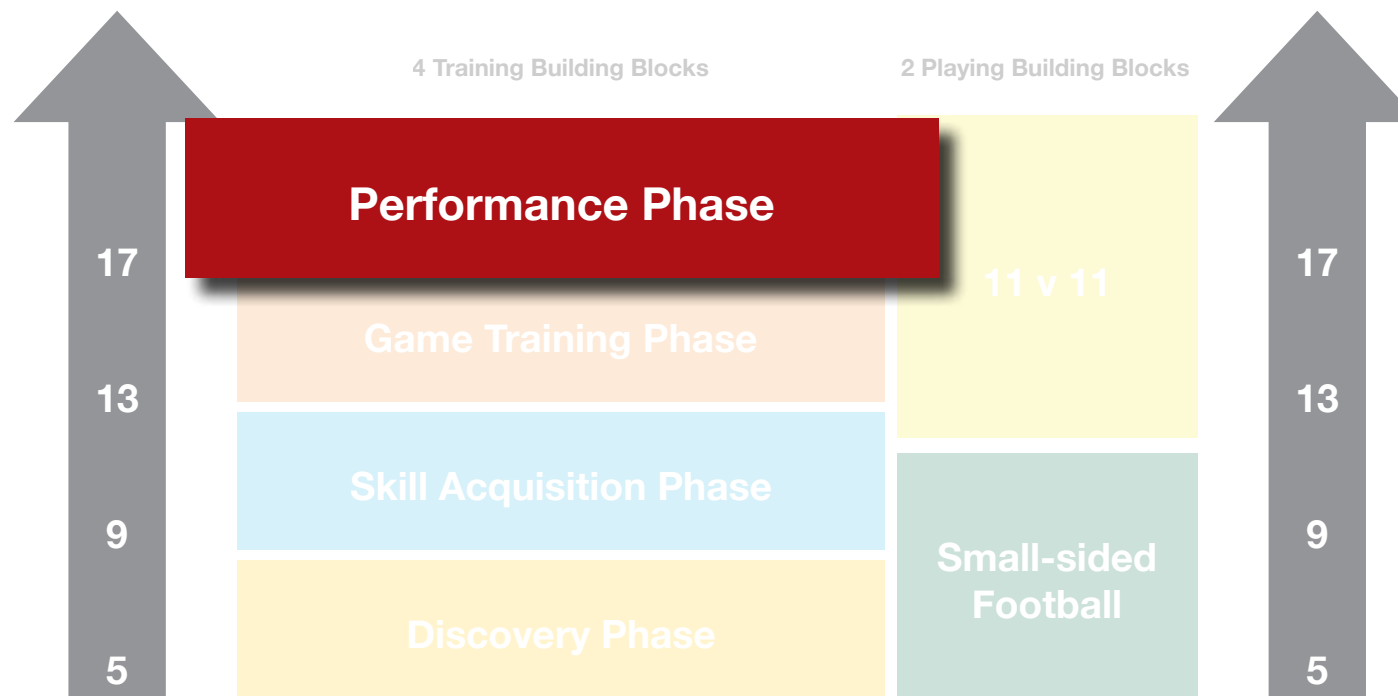 4 Training Building Blocks
2 Playing Building Blocks
Performance Phase
17
11 v 11
17
Game Training Phase
13
13
Skill Acquisition Phase
9
9
Small-sided
Football
Discovery Phase
5
5